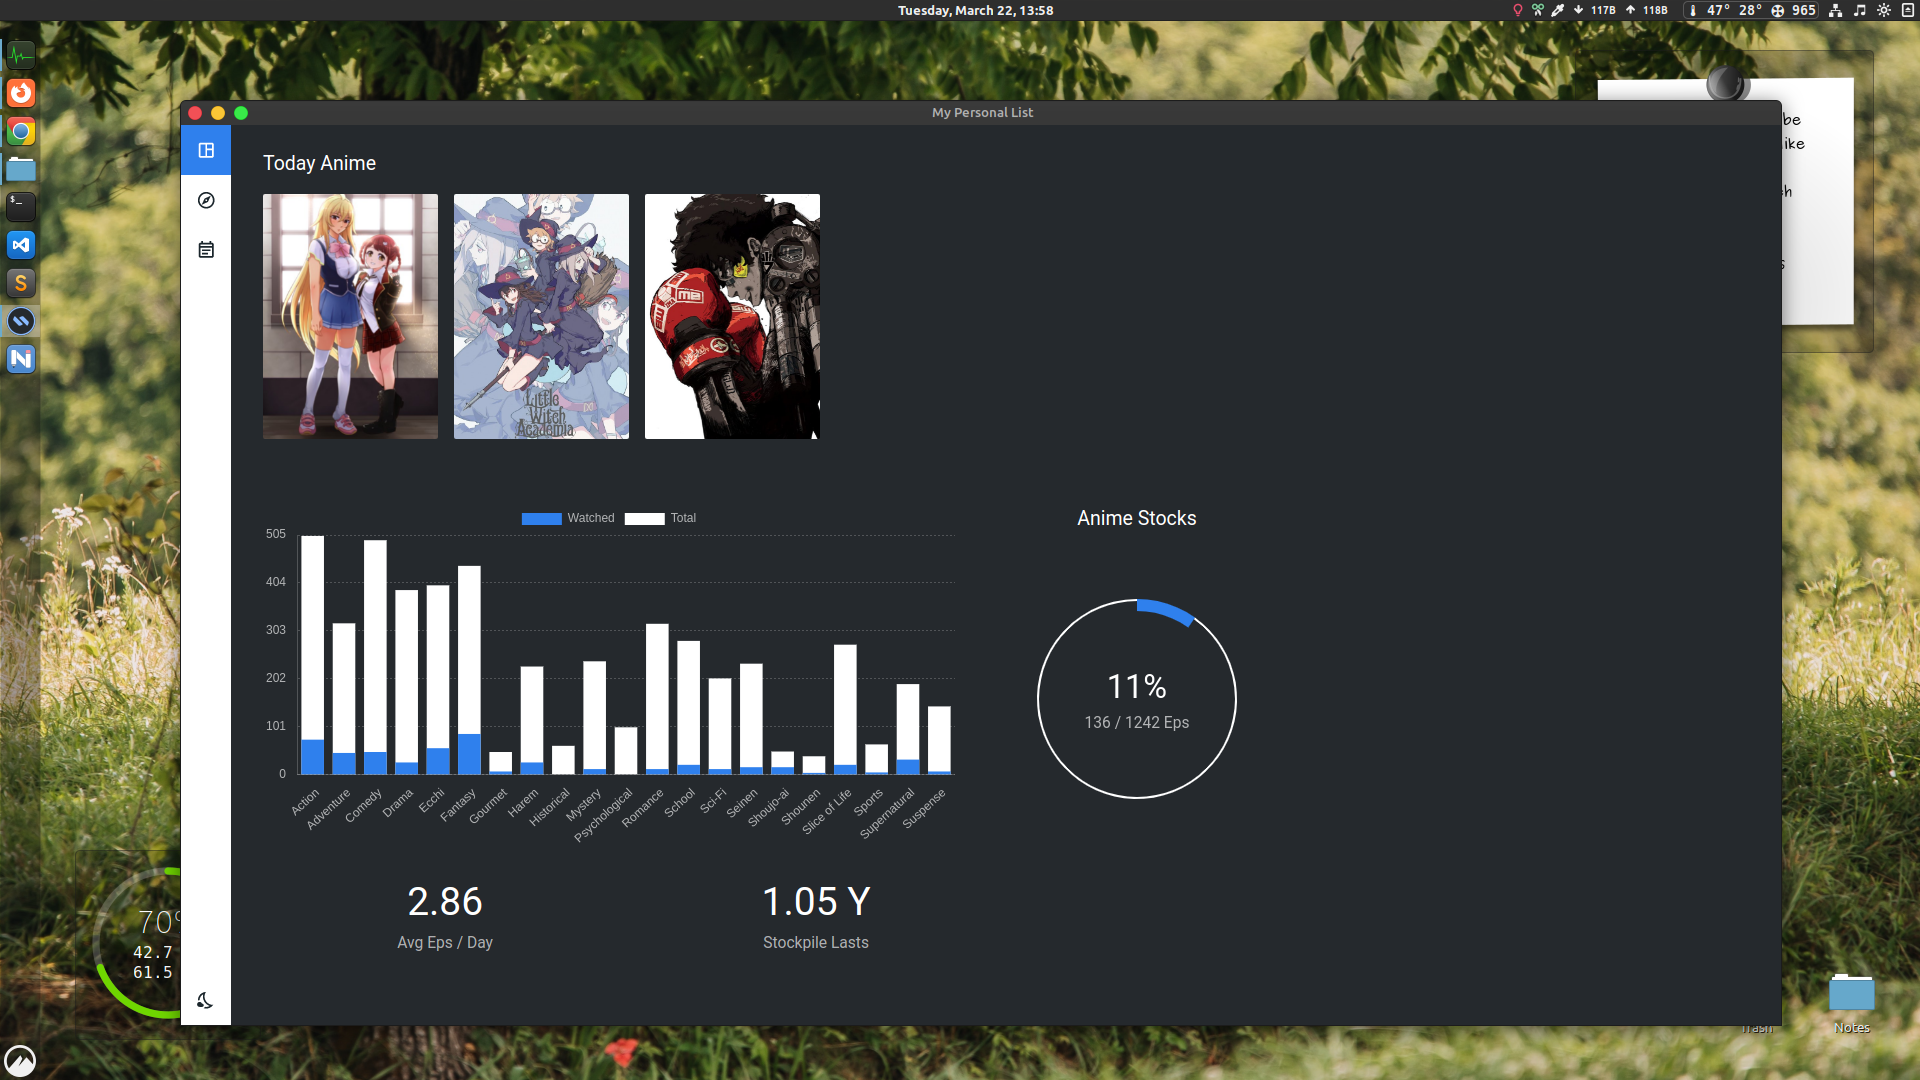 Tuesday, March 22, 13:58
117B
118B
47° 28°
965
My Personal List
be
ike
h
s
Today Anime
Little
Witch
Academia
Watched
Total
505
404
303
202
101
0
Action
Adventure
Comedy
Drama
Ecchi
Fantasy
Gourmet
Harem
Historical
Mystery
Psychological
Romance
School
Sci-Fi
Seinen
Shoujo-ai
Shounen
Slice of Life
Sports
Supernatural
Suspense
Anime Stocks
11%
136 / 1242 Eps
2.86
Avg Eps / Day
1.05 Y
Stockpile Lasts
70°
42.7
61.5
Trash
Notes